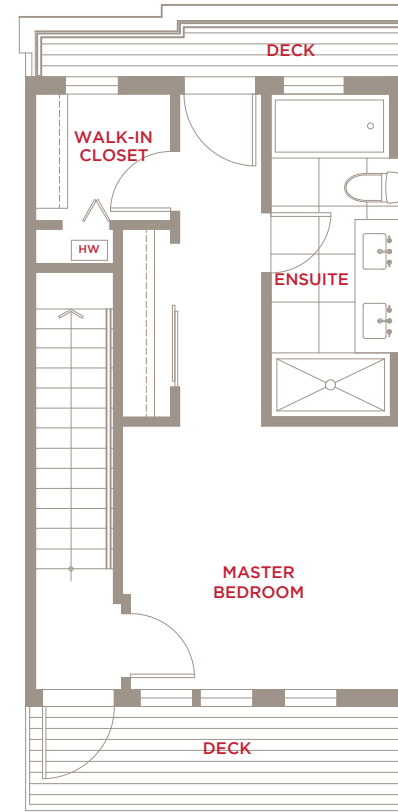 DECK
WALK-IN
CLOSET
HW
ENSUITE
MASTER
BEDROOM
DECK